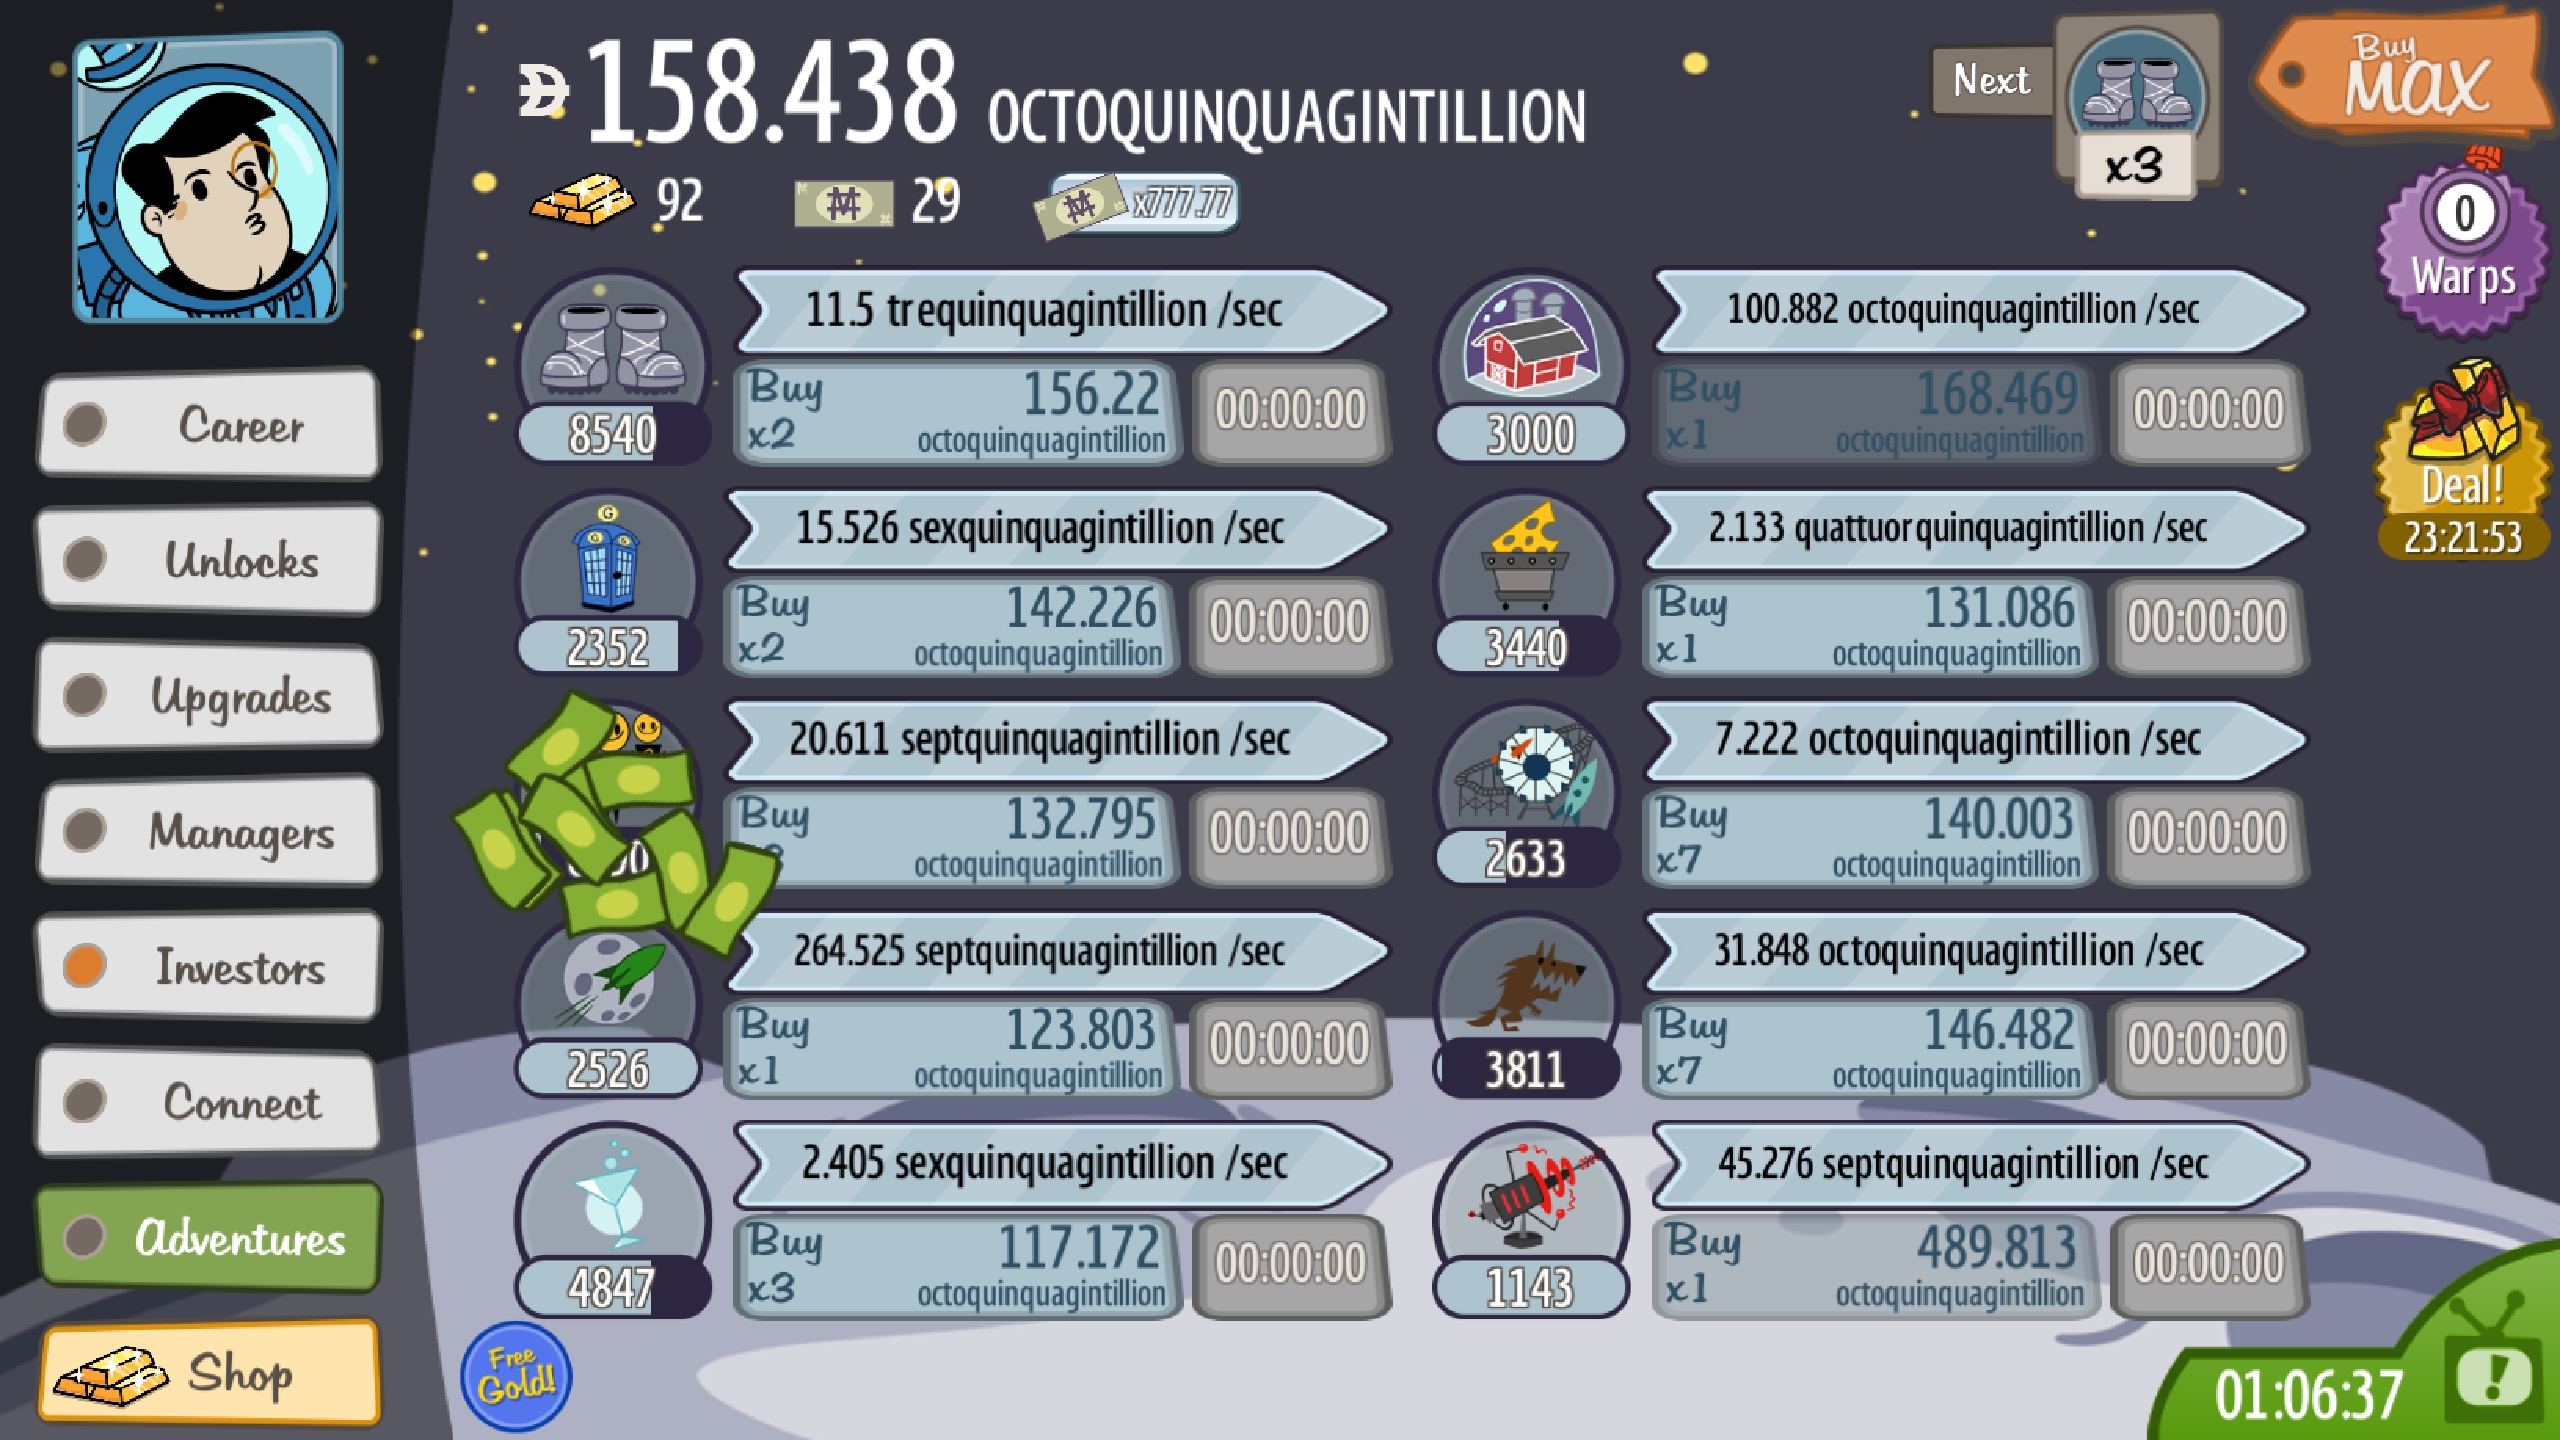 158.438 OCTOQUINQUAGINTILLION
Next
x3
Buy
MAX
92
29
x777.77
0
Warps
Deal!
23:21:53
Career
Unlocks
Upgrades
Managers
Investors
Connect
Adventures
Shop
11.5 trequinquagintillion /sec
8540
Buy
x2
156.22
octoquinquagintillion
00:00:00
100.882 octoquinquagintillion /sec
3000
Buy
x1
168.469
octoquinquagintillion
00:00:00
15.526 sexquinquagintillion /sec
2352
Buy
x2
142.226
octoquinquagintillion
00:00:00
2.133 quattuorquinquagintillion /sec
3440
Buy
x1
131.086
octoquinquagintillion
00:00:00
20.611 septquinquagintillion /sec
Buy
132.795
octoquinquagintillion
00:00:00
7.222 octoquinquagintillion /sec
2633
Buy
x7
140.003
octoquinquagintillion
00:00:00
264.525 septquinquagintillion /sec
2526
Buy
x1
123.803
octoquinquagintillion
00:00:00
31.848 octoquinquagintillion /sec
3811
Buy
x7
146.482
octoquinquagintillion
00:00:00
2.405 sexquinquagintillion /sec
4847
Buy
x3
117.172
octoquinquagintillion
00:00:00
45.276 septquinquagintillion /sec
1143
Buy
x1
489.813
octoquinquagintillion
00:00:00
Free
Gold!
01:06:37